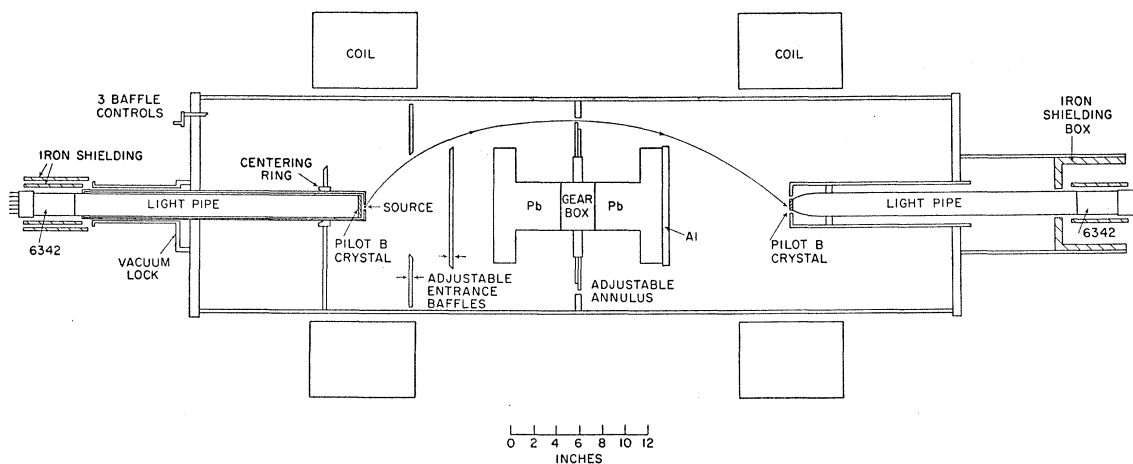 COIL
COIL
3 BAFFLE
CONTROLS
IRON
SHIELDING
BOX
IRON SHIELDING
CENTERING
RING
LIGHT PIPE
SOURCE
Pb
GEAR
BOX
Pb
LIGHT PIPE
6342
6342
PILOT B
CRYSTAL
Al
PILOT B
CRYSTAL
VACUUM
LOCK
ADJUSTABLE
ENTRANCE
BAFFLES
ADJUSTABLE
ANNULUS
0 2 4 6 8 10 12
INCHES